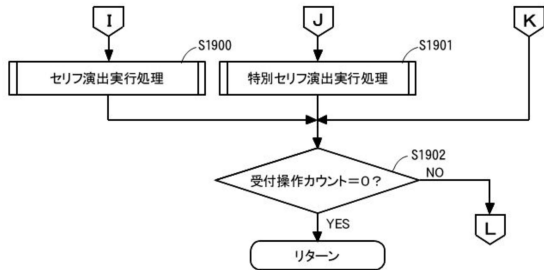 I
J
K
S1900
S1901
セリフ演出実行処理
特別セリフ演出実行処理
S1902
受付操作カウント=0?
NO
YES
L
リターン